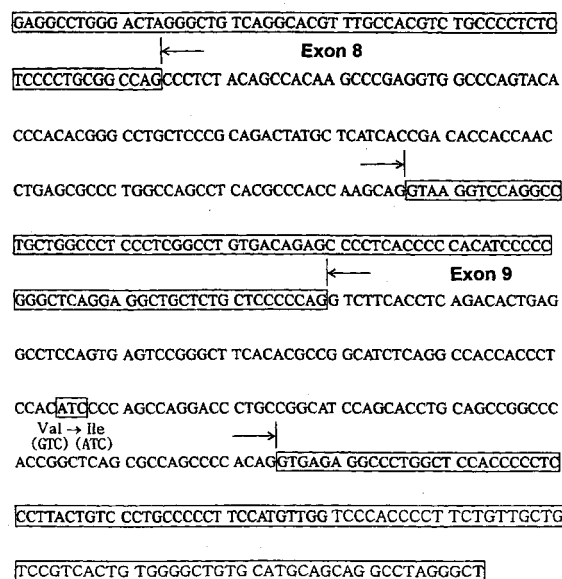 GAGGCCTGGG ACTAGGGCTG TCAGGCACGT TTGCCACGTC TGCCCCTCTC
Exon 8
TCCCCTGCGG CCAGCCCTCT ACAGCCACAA GCCCGAGGTG GCCCAGTACA
CCCACACGGG CCTGCTCCCG CAGACTATGC TCATCACCGA CACCACCAAC
CTGAGCGCCC TGGCCAGCCT CACGCCCACC AAGCAGGTAA GGTCCAGGCC
TGCTGGCCCT CCCTCGGCCT GTGACAGAGC CCCCTCACCCC CACATCCCCC
Exon 9
GGGCTCAGGA GGCTGCTCTG CTCCCCCAGG TCTTCACCTC AGACACTGAG
GCCTCCAGTG AGTCCGGGCT TCACACGCCG GCATCTCAGG CCACCACCCT
CCACATCCCC AGCCAGGACC CTGCCGGCAT CCAGCACCTG CAGCCGGCCC
Val → Ile
(GTC) (ATC)
ACCGGCTCAG CGCCAGCCCC ACAGGTGAGA GGCCCTGGCT CCACCCCCTC
CCTTACTGTC CCTGCCCCCT TCCATGTTGG TCCCACCCCT TCTGTTGCTG
TCCGTCACTG TGGGGCTGTG CATGCAGCAG GCCTAGGGCT